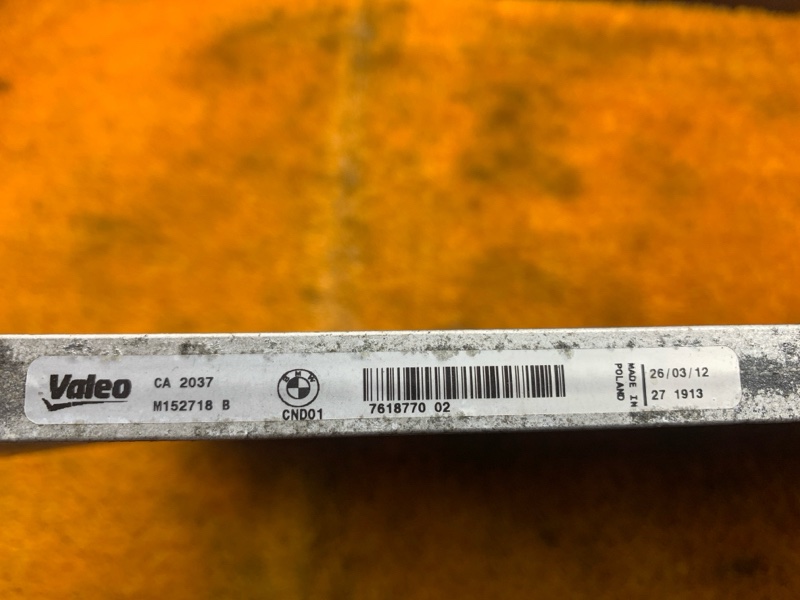 Valeo
CA 2037
M152718 B
BMW
CND01
7618770 02
MADE IN
POLAND
26/03/12
27 1913